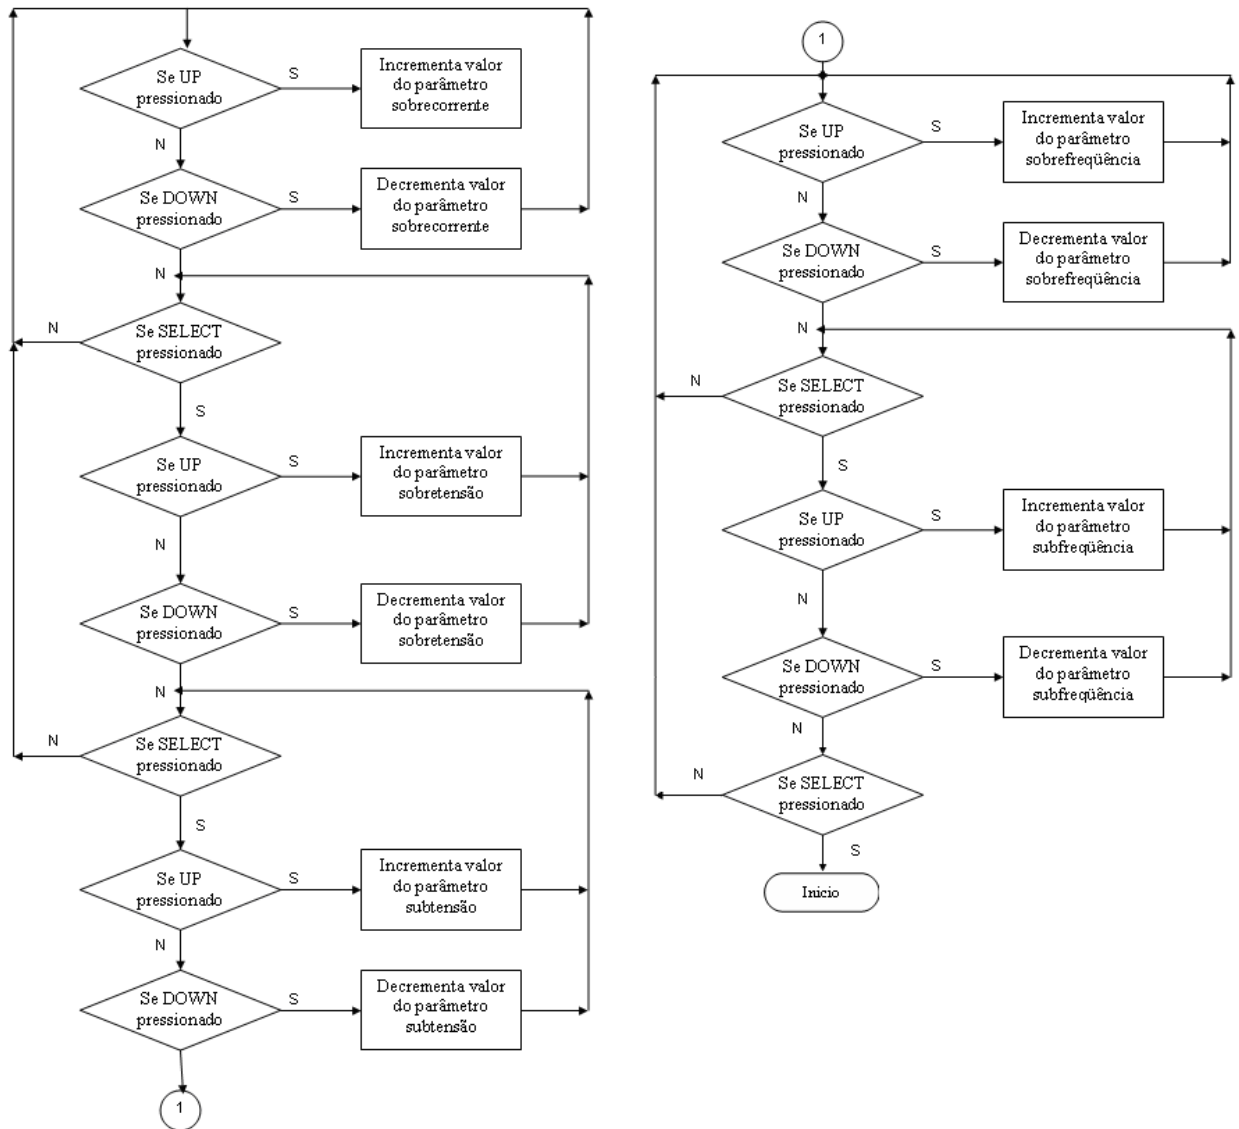 Se UP
pressionado
S
Incrementa valor
do parâmetro
sobrecorrente
N
Se DOWN
pressionado
S
Decrementa valor
do parâmetro
sobrecorrente
N
Se SELECT
pressionado
N
S
Se UP
pressionado
S
Incrementa valor
do parâmetro
sobretensão
N
Se DOWN
pressionado
S
Decrementa valor
do parâmetro
sobretensão
N
Se SELECT
pressionado
N
S
Se UP
pressionado
S
Incrementa valor
do parâmetro
subtensão
N
Se DOWN
pressionado
S
Decrementa valor
do parâmetro
subtensão
1
1
Se UP
pressionado
S
Incrementa valor
do parâmetro
sobrefreqüência
N
Se DOWN
pressionado
S
Decrementa valor
do parâmetro
sobrefreqüência
N
Se SELECT
pressionado
N
S
Se UP
pressionado
S
Incrementa valor
do parâmetro
subfreqüência
N
Se DOWN
pressionado
S
Decrementa valor
do parâmetro
subfreqüência
N
Se SELECT
pressionado
N
S
Inicio